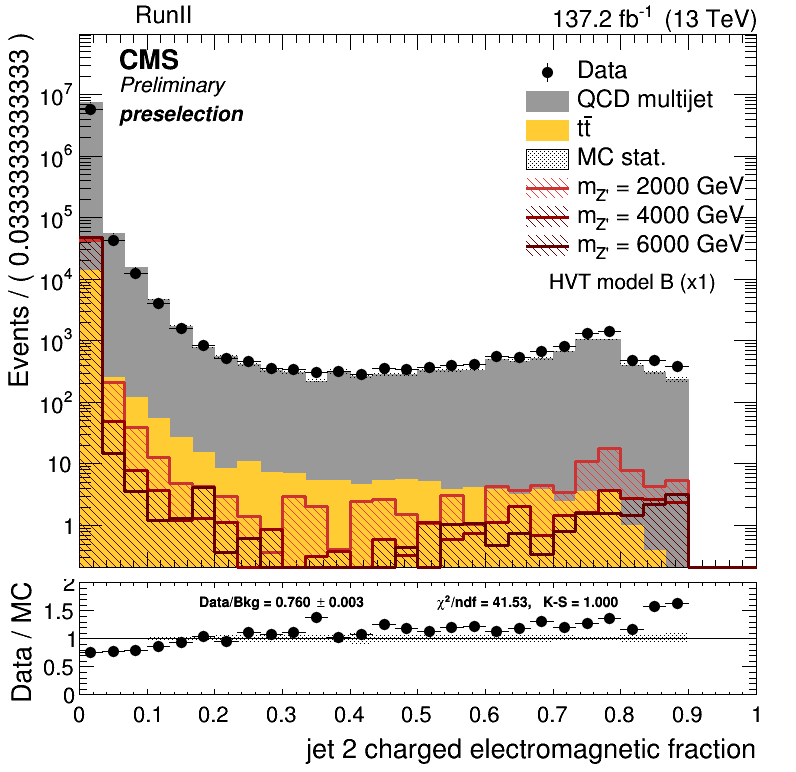 RunII
137.2 fb⁻¹ (13 TeV)
Events / ( 0.0333333333333333 )
CMS
Preliminary
preselection
Data
QCD multijet
tt̄
MC stat.
m_Z' = 2000 GeV
m_Z' = 4000 GeV
m_Z' = 6000 GeV
HVT model B (x1)
10⁷
10⁶
10⁵
10⁴
10³
10²
10
1
Data / MC
2
1.5
1
0.5
0
Data/Bkg = 0.760 ± 0.003
χ²/ndf = 41.53, K-S = 1.000
0 0.1 0.2 0.3 0.4 0.5 0.6 0.7 0.8 0.9 1
jet 2 charged electromagnetic fraction